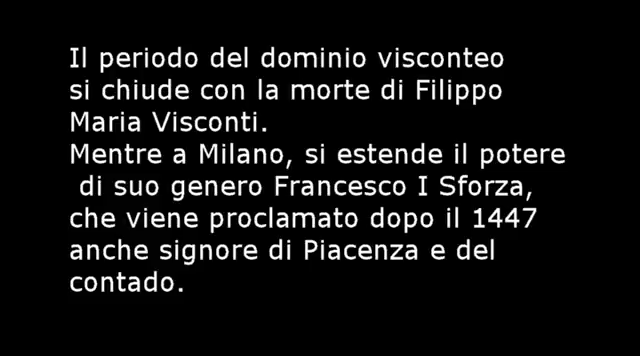 Il periodo del dominio visconteo
si chiude con la morte di Filippo
Maria Visconti.
Mentre a Milano, si estende il potere
di suo genero Francesco I Sforza,
che viene proclamato dopo il 1447
anche signore di Piacenza e del
contado.